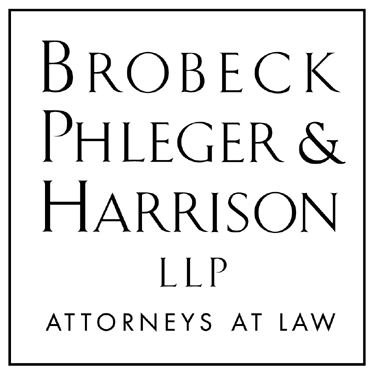 BROBECK
PHLEGER &
HARRISON
LLP
ATTORNEYS AT LAW